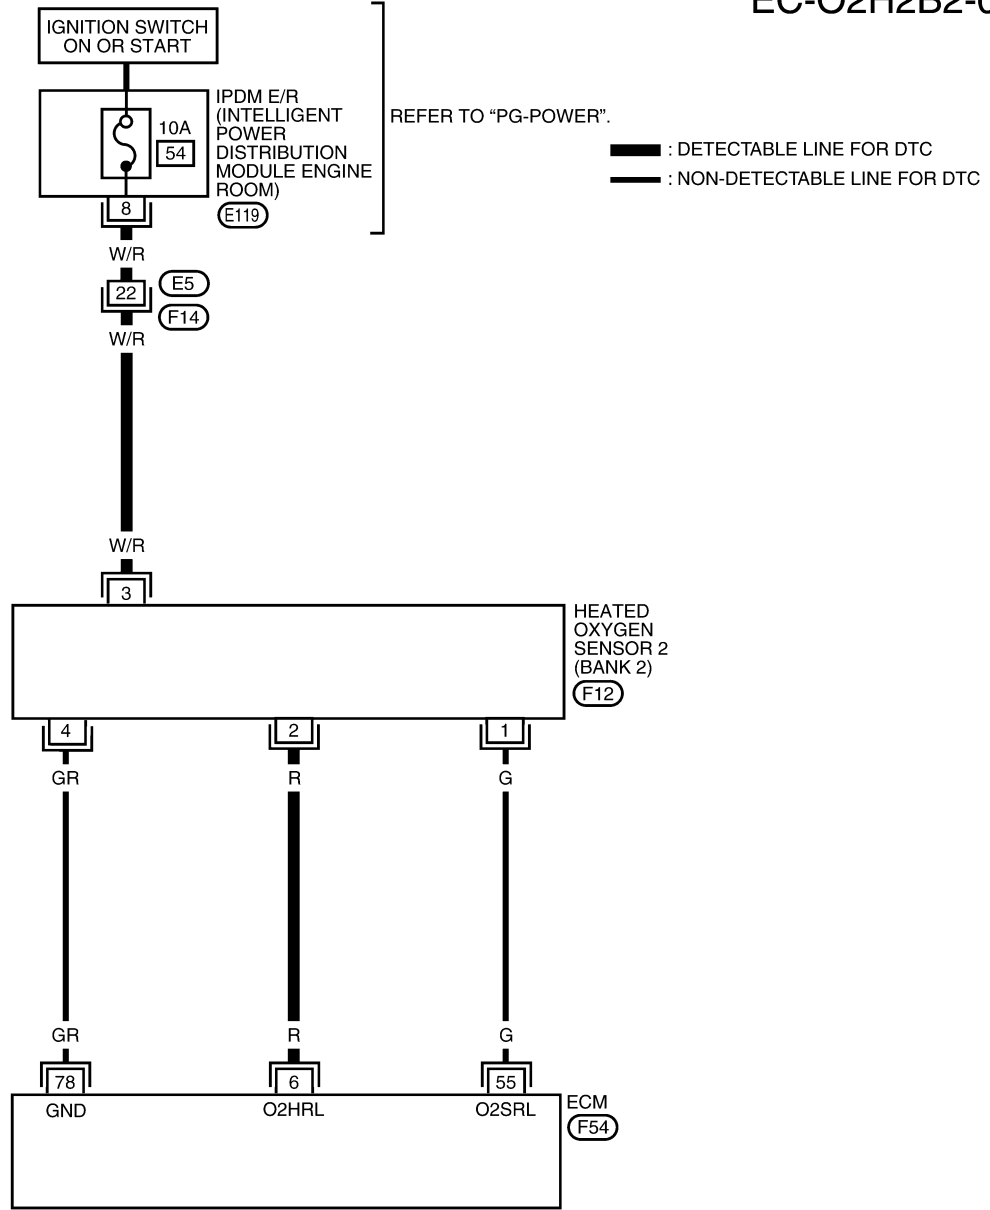 EC-O2H2B2-0
IGNITION SWITCH
ON OR START
IPDM E/R
(INTELLIGENT
POWER
DISTRIBUTION
MODULE ENGINE
ROOM)
E119
10A
54
8
REFER TO “PG-POWER”.
: DETECTABLE LINE FOR DTC
: NON-DETECTABLE LINE FOR DTC
W/R
22
E5
F14
W/R
W/R
3
HEATED
OXYGEN
SENSOR 2
(BANK 2)
F12
4 2 1
GR R G
GR R G
78 6 55
GND O2HRL O2SRL
ECM
F54